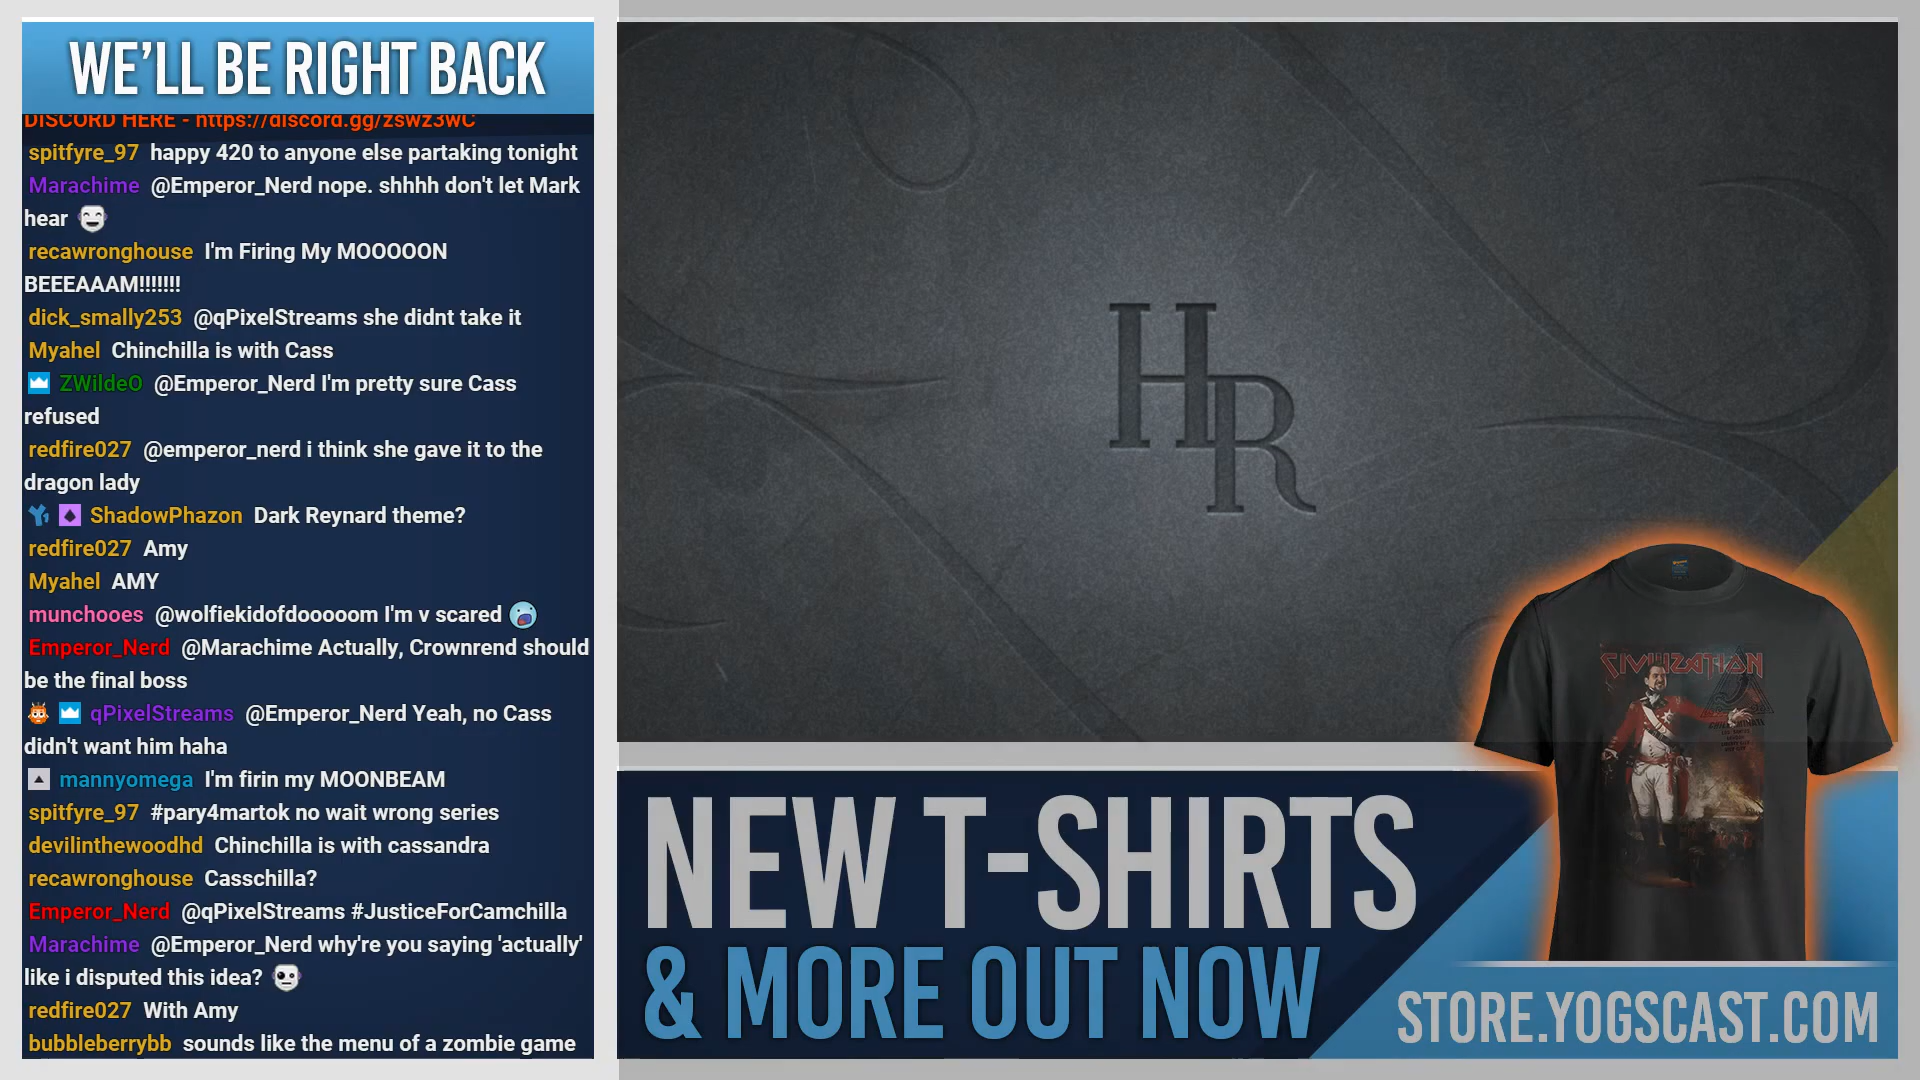 WE'LL BE RIGHT BACK
DISCORD HERE - https://discord.gg/zswz3wC
spitfyre_97 happy 420 to anyone else partaking tonight
Marachime @Emperor_Nerd nope. shhhh don't let Mark
hear
recawronghouse I'm Firing My MOOOOON
BEEEAAAM!!!!!!!
dick_smally253 @qPixelStreams she didnt take it
Myahel Chinchilla is with Cass
ZWildeO @Emperor_Nerd I'm pretty sure Cass
refused
redfire027 @emperor_nerd i think she gave it to the
dragon lady
ShadowPhazon Dark Reynard theme?
redfire027 Amy
Myahel AMY
munchooes @wolfiekidofdooooom I'm v scared
Emperor_Nerd @Marachime Actually, Crownrend should
be the final boss
qPixelStreams @Emperor_Nerd Yeah, no Cass
didn't want him haha
mannyomega I'm firin my MOONBEAM
spitfyre_97 #pary4martok no wait wrong series
devilinthewoodhd Chinchilla is with cassandra
recawronghouse Casschilla?
Emperor_Nerd @qPixelStreams #JusticeForCamchilla
Marachime @Emperor_Nerd why're you saying 'actually'
like i disputed this idea?
redfire027 With Amy
bubbleberrybb sounds like the menu of a zombie game
HR
CIVILIZATION
NEW T-SHIRTS
& MORE OUT NOW
STORE.YOGSCAST.COM